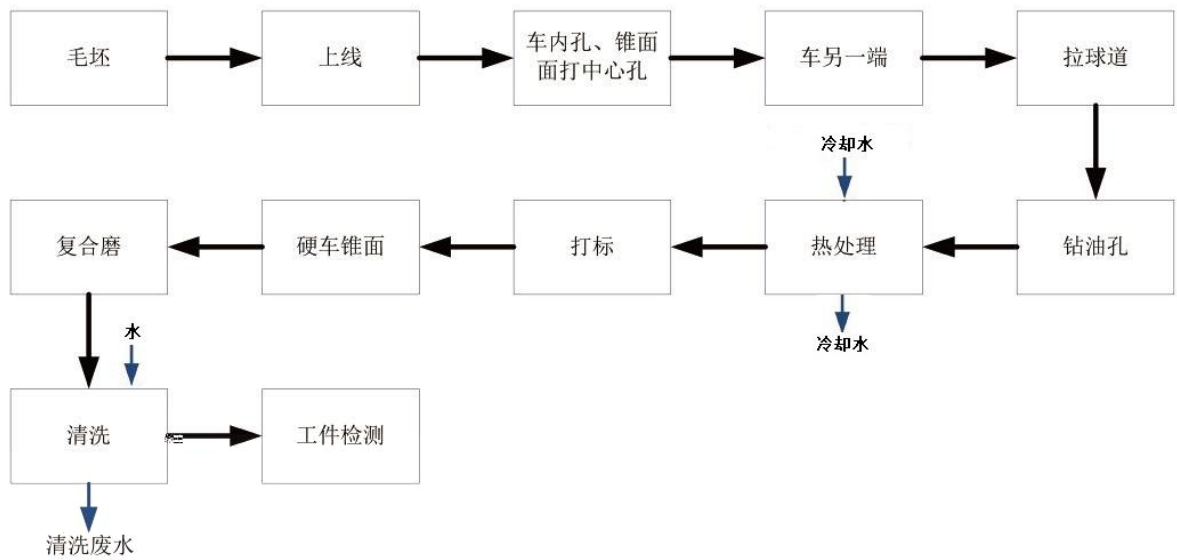 毛坯
上线
车内孔、锥面
面打中心孔
车另一端
拉球道
冷却水
复合磨
硬车锥面
打标
热处理
钻油孔
水
冷却水
清洗
工件检测
清洗废水